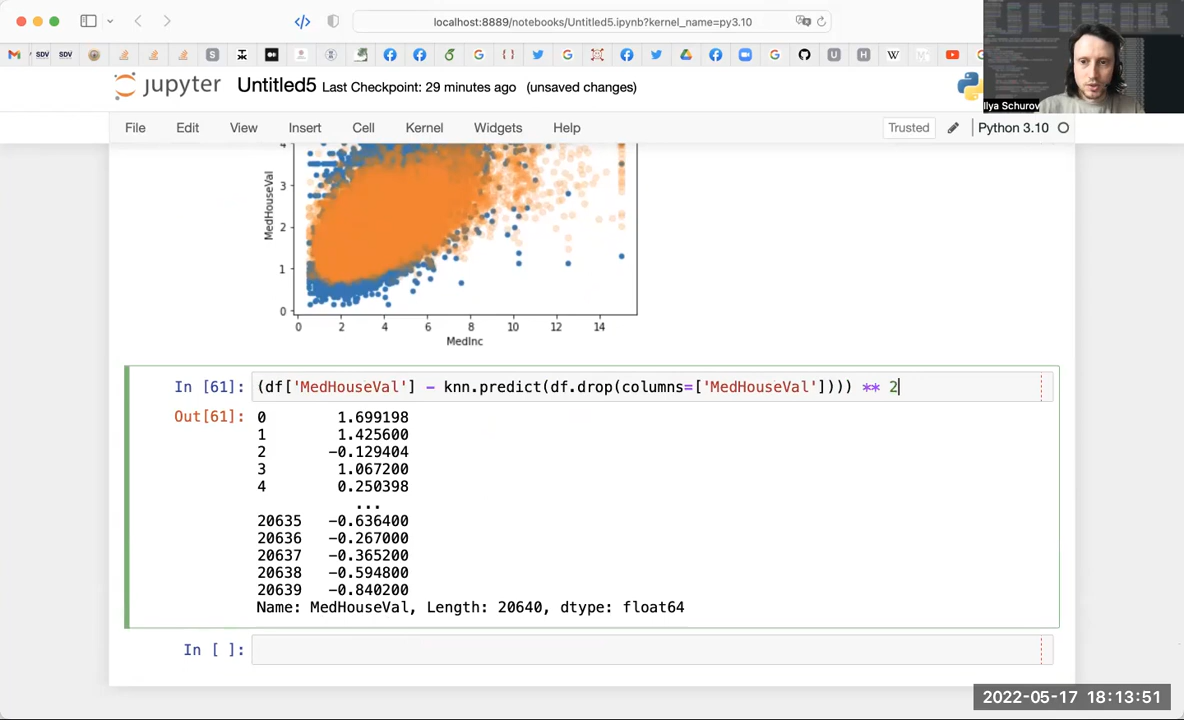 localhost:8889/notebooks/Untitled5.ipynb?kernel_name=py3.10
SDV SDV S T G { } G G U H W
jupyter Untitled5 Last Checkpoint: 29 minutes ago (unsaved changes)
Ilya Schurov
File Edit View Insert Cell Kernel Widgets Help Trusted Python 3.10
4
3
2
1
0
MedHouseVal
0 2 4 6 8 10 12 14
MedInc
In [61]: (df['MedHouseVal'] - knn.predict(df.drop(columns=['MedHouseVal']))) ** 2
Out[61]: 0 1.699198
1 1.425600
2 -0.129404
3 1.067200
4 0.250398
...
20635 -0.636400
20636 -0.267000
20637 -0.365200
20638 -0.594800
20639 -0.840200
Name: MedHouseVal, Length: 20640, dtype: float64
In [ ]:
2022-05-17 18:13:51